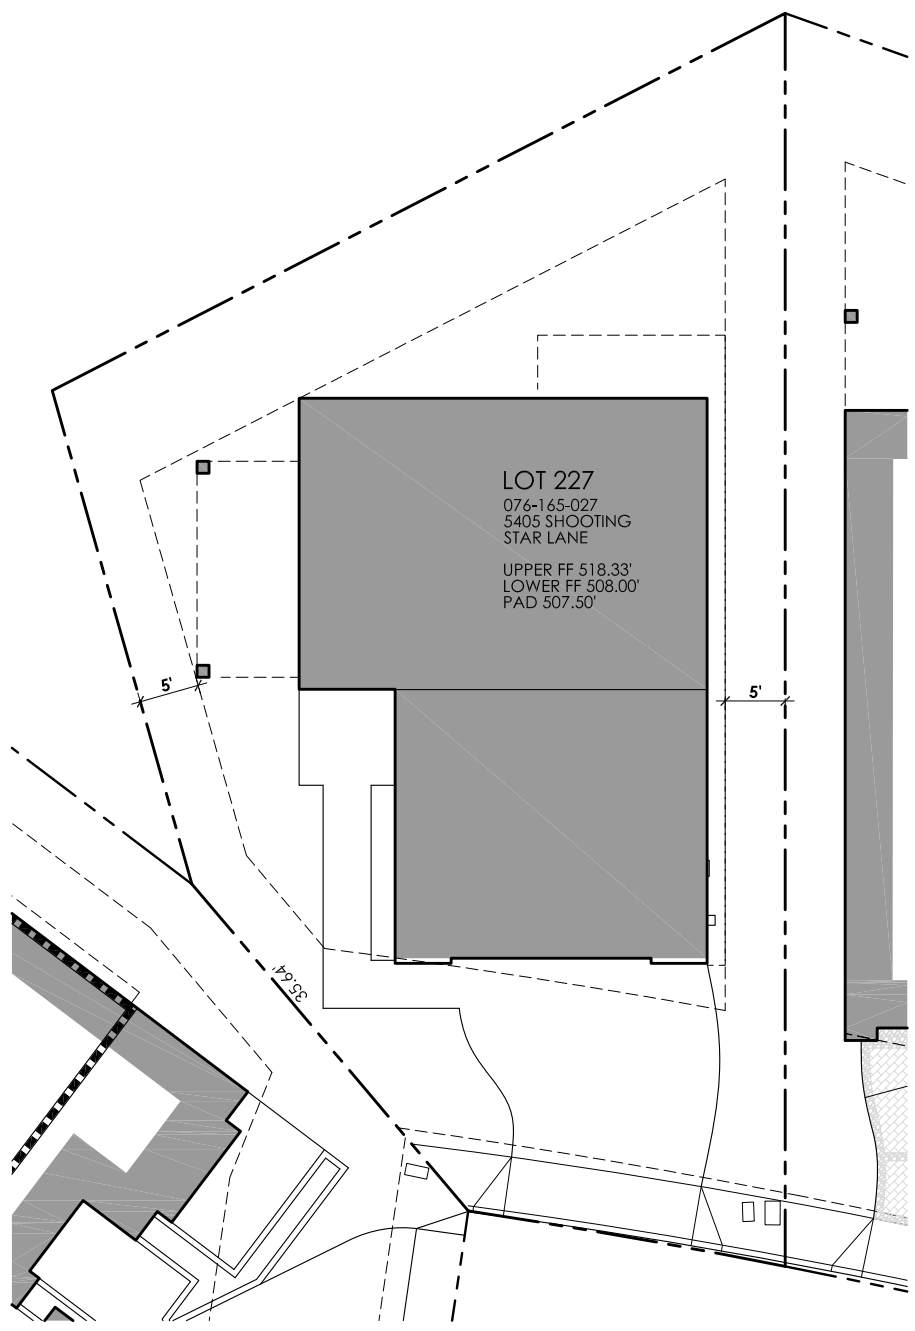 LOT 227
076-165-027
5405 SHOOTING
STAR LANE
UPPER FF 518.33'
LOWER FF 508.00'
PAD 507.50'
5'
5'
35.64'